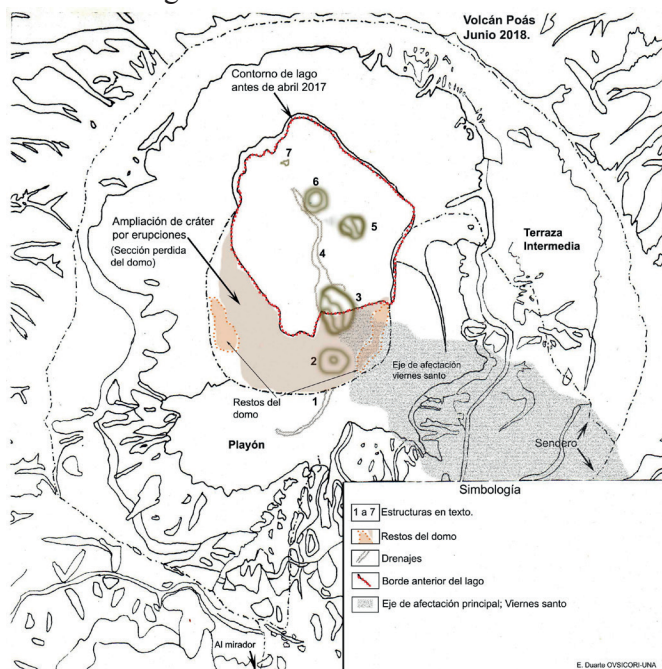 Volcán Poás
Junio 2018.
Contorno de lago
antes de abril 2017
7
6
Ampliación de cráter
por erupciones
(Sección perdida
del domo)
5
4
Terraza
Intermedia
3
2
Eje de afectación
viernes santo
Restos del
domo
1
Playón
Sendero
Simbología
1 a 7 Estructuras en texto.
Restos del domo
Drenajes
Borde anterior del lago
Eje de afectación principal; Viernes santo
Al mirador
E. Duarte OVSICORI-UNA